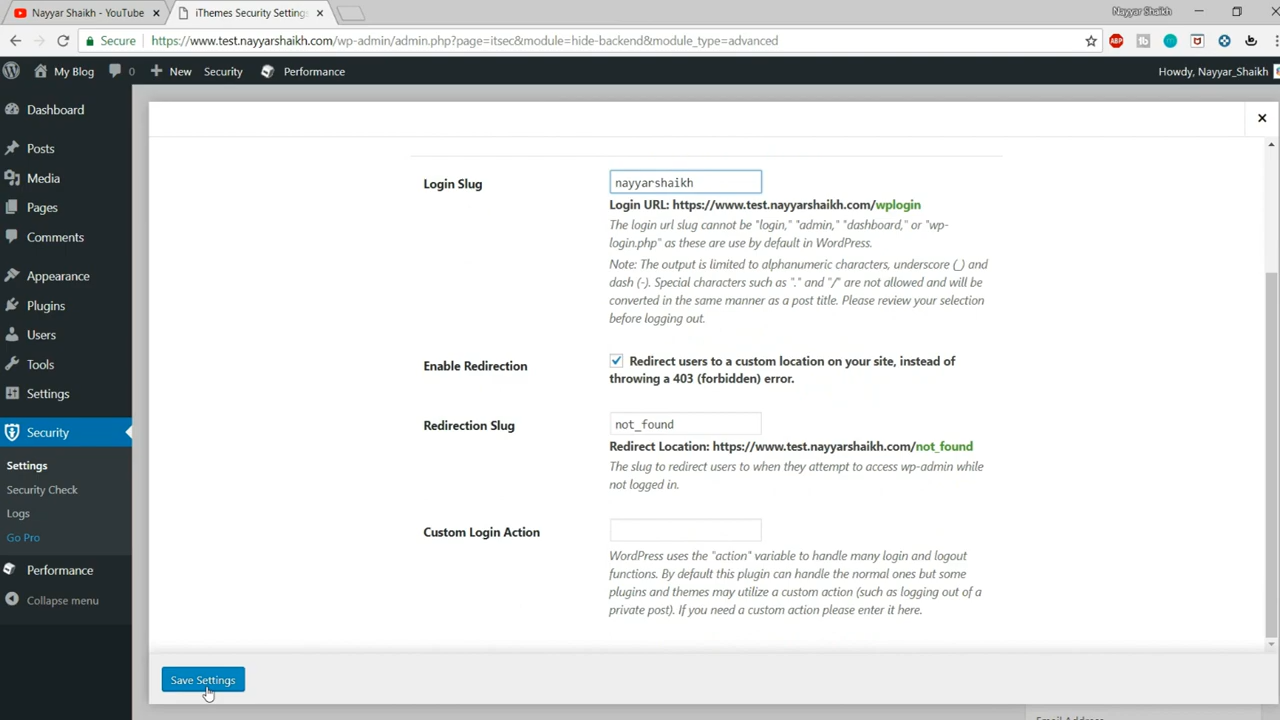 Nayyar Shaikh - YouTube
iThemes Security Setting
Nayyar Shaikh
Secure
https://www.test.nayyarshaikh.com/wp-admin/admin.php?page=itsec&module=hide-backend&module_type=advanced
ABP
My Blog
0
New
Security
Performance
Howdy, Nayyar_Shaikh
Dashboard
Posts
Media
Pages
Comments
Appearance
Plugins
Users
Tools
Settings
Security
Settings
Security Check
Logs
Go Pro
Performance
Collapse menu
Login Slug
nayyarshaikh
Login URL: https://www.test.nayyarshaikh.com/wplogin
The login url slug cannot be "login," "admin," "dashboard," or "wp-
login.php" as these are use by default in WordPress.
Note: The output is limited to alphanumeric characters, underscore (_) and
dash (-). Special characters such as "." and "/" are not allowed and will be
converted in the same manner as a post title. Please review your selection
before logging out.
Enable Redirection
Redirect users to a custom location on your site, instead of
throwing a 403 (forbidden) error.
Redirection Slug
not_found
Redirect Location: https://www.test.nayyarshaikh.com/not_found
The slug to redirect users to when they attempt to access wp-admin while
not logged in.
Custom Login Action
WordPress uses the "action" variable to handle many login and logout
functions. By default this plugin can handle the normal ones but some
plugins and themes may utilize a custom action (such as logging out of a
private post). If you need a custom action please enter it here.
Save Settings
Email Address